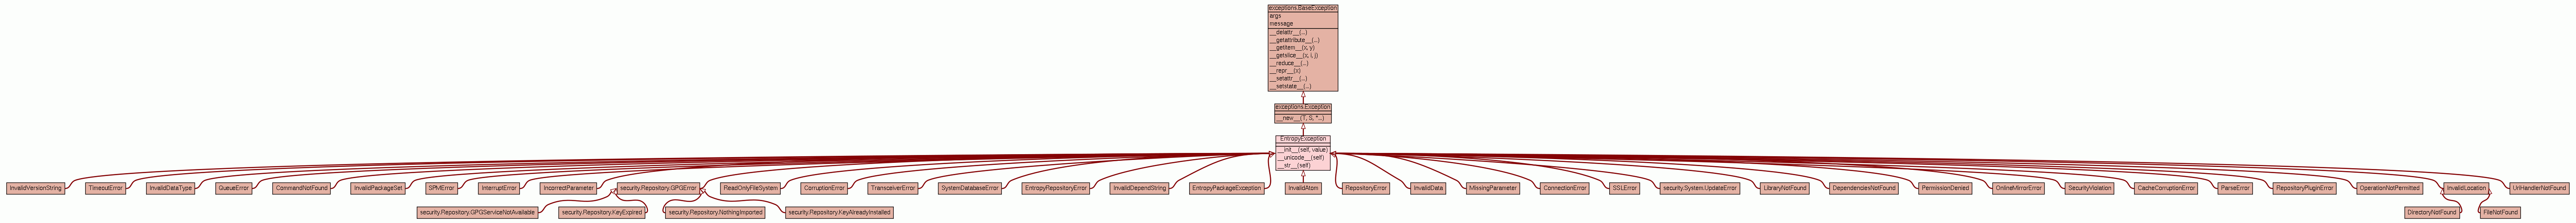 exceptions.BaseException
args
message
__delattr__(...)
__getattribute__(...)
__getitem__(x, y)
__getslice__(x, i, j)
__reduce__(...)
__repr__(x)
__setattr__(...)
__setstate__(...)
exceptions.Exception
__new__(T, S, *...)
EntropyException
__init__(self, value)
__unicode__(self)
__str__(self)
InvalidVersionString
TimeoutError
InvalidDataType
QueueError
CommandNotFound
InvalidPackageSet
SPMError
InterruptError
IncorrectParameter
security.Repository.GPGError
ReadOnlyFileSystem
CorruptionError
TransceiverError
SystemDatabaseError
EntropyRepositoryError
InvalidDependString
EntropyPackageException
InvalidAtom
RepositoryError
InvalidData
MissingParameter
ConnectionError
SSLError
security.System.UpdateError
LibraryNotFound
DependenciesNotFound
PermissionDenied
OnlineMirrorError
SecurityViolation
CacheCorruptionError
ParseError
RepositoryPluginError
OperationNotPermitted
InvalidLocation
UriHandlerNotFound
security.Repository.GPGServiceNotAvailable
security.Repository.KeyExpired
security.Repository.NothingImported
security.Repository.KeyAlreadyInstalled
DirectoryNotFound
FileNotFound